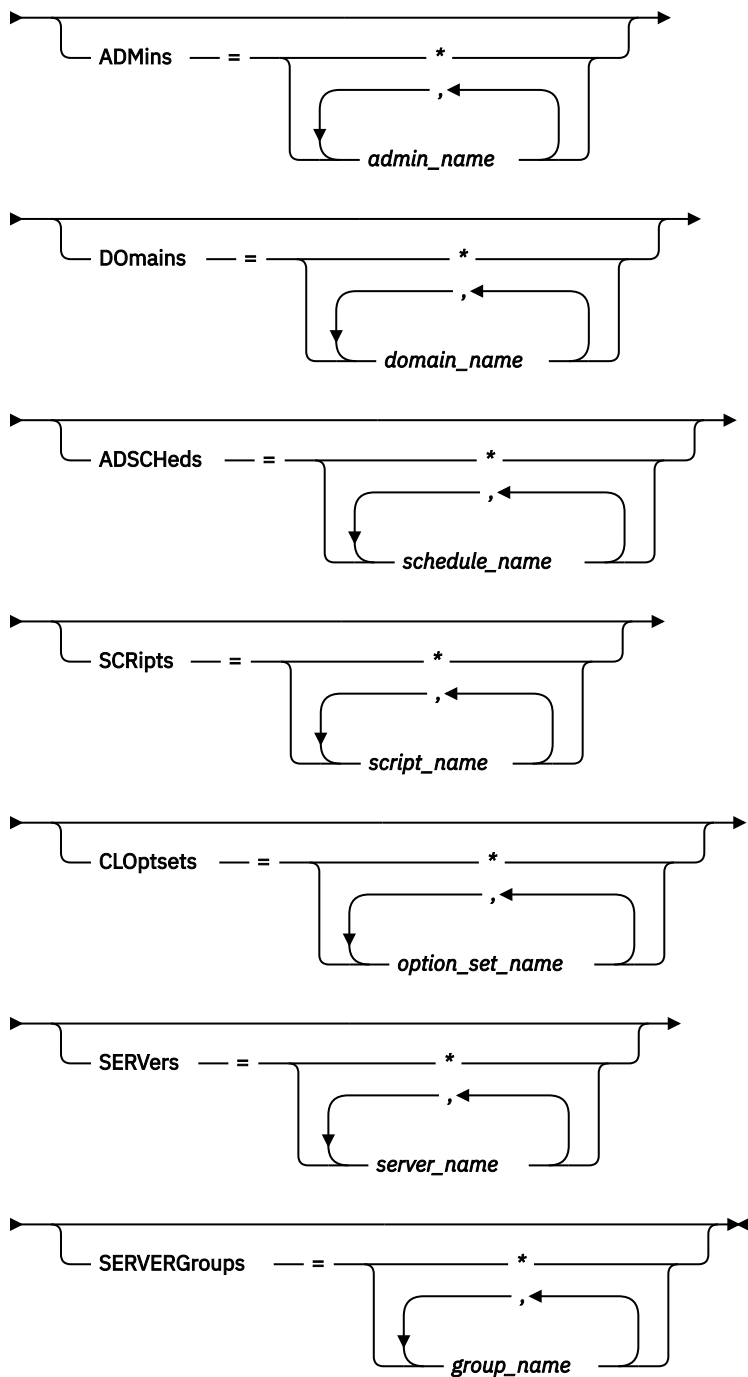 ADMins = *
,
admin_name
DOmains = *
,
domain_name
ADSCHeds = *
,
schedule_name
SCRipts = *
,
script_name
CLOptsets = *
,
option_set_name
SERVers = *
,
server_name
SERVERGroups = *
,
group_name